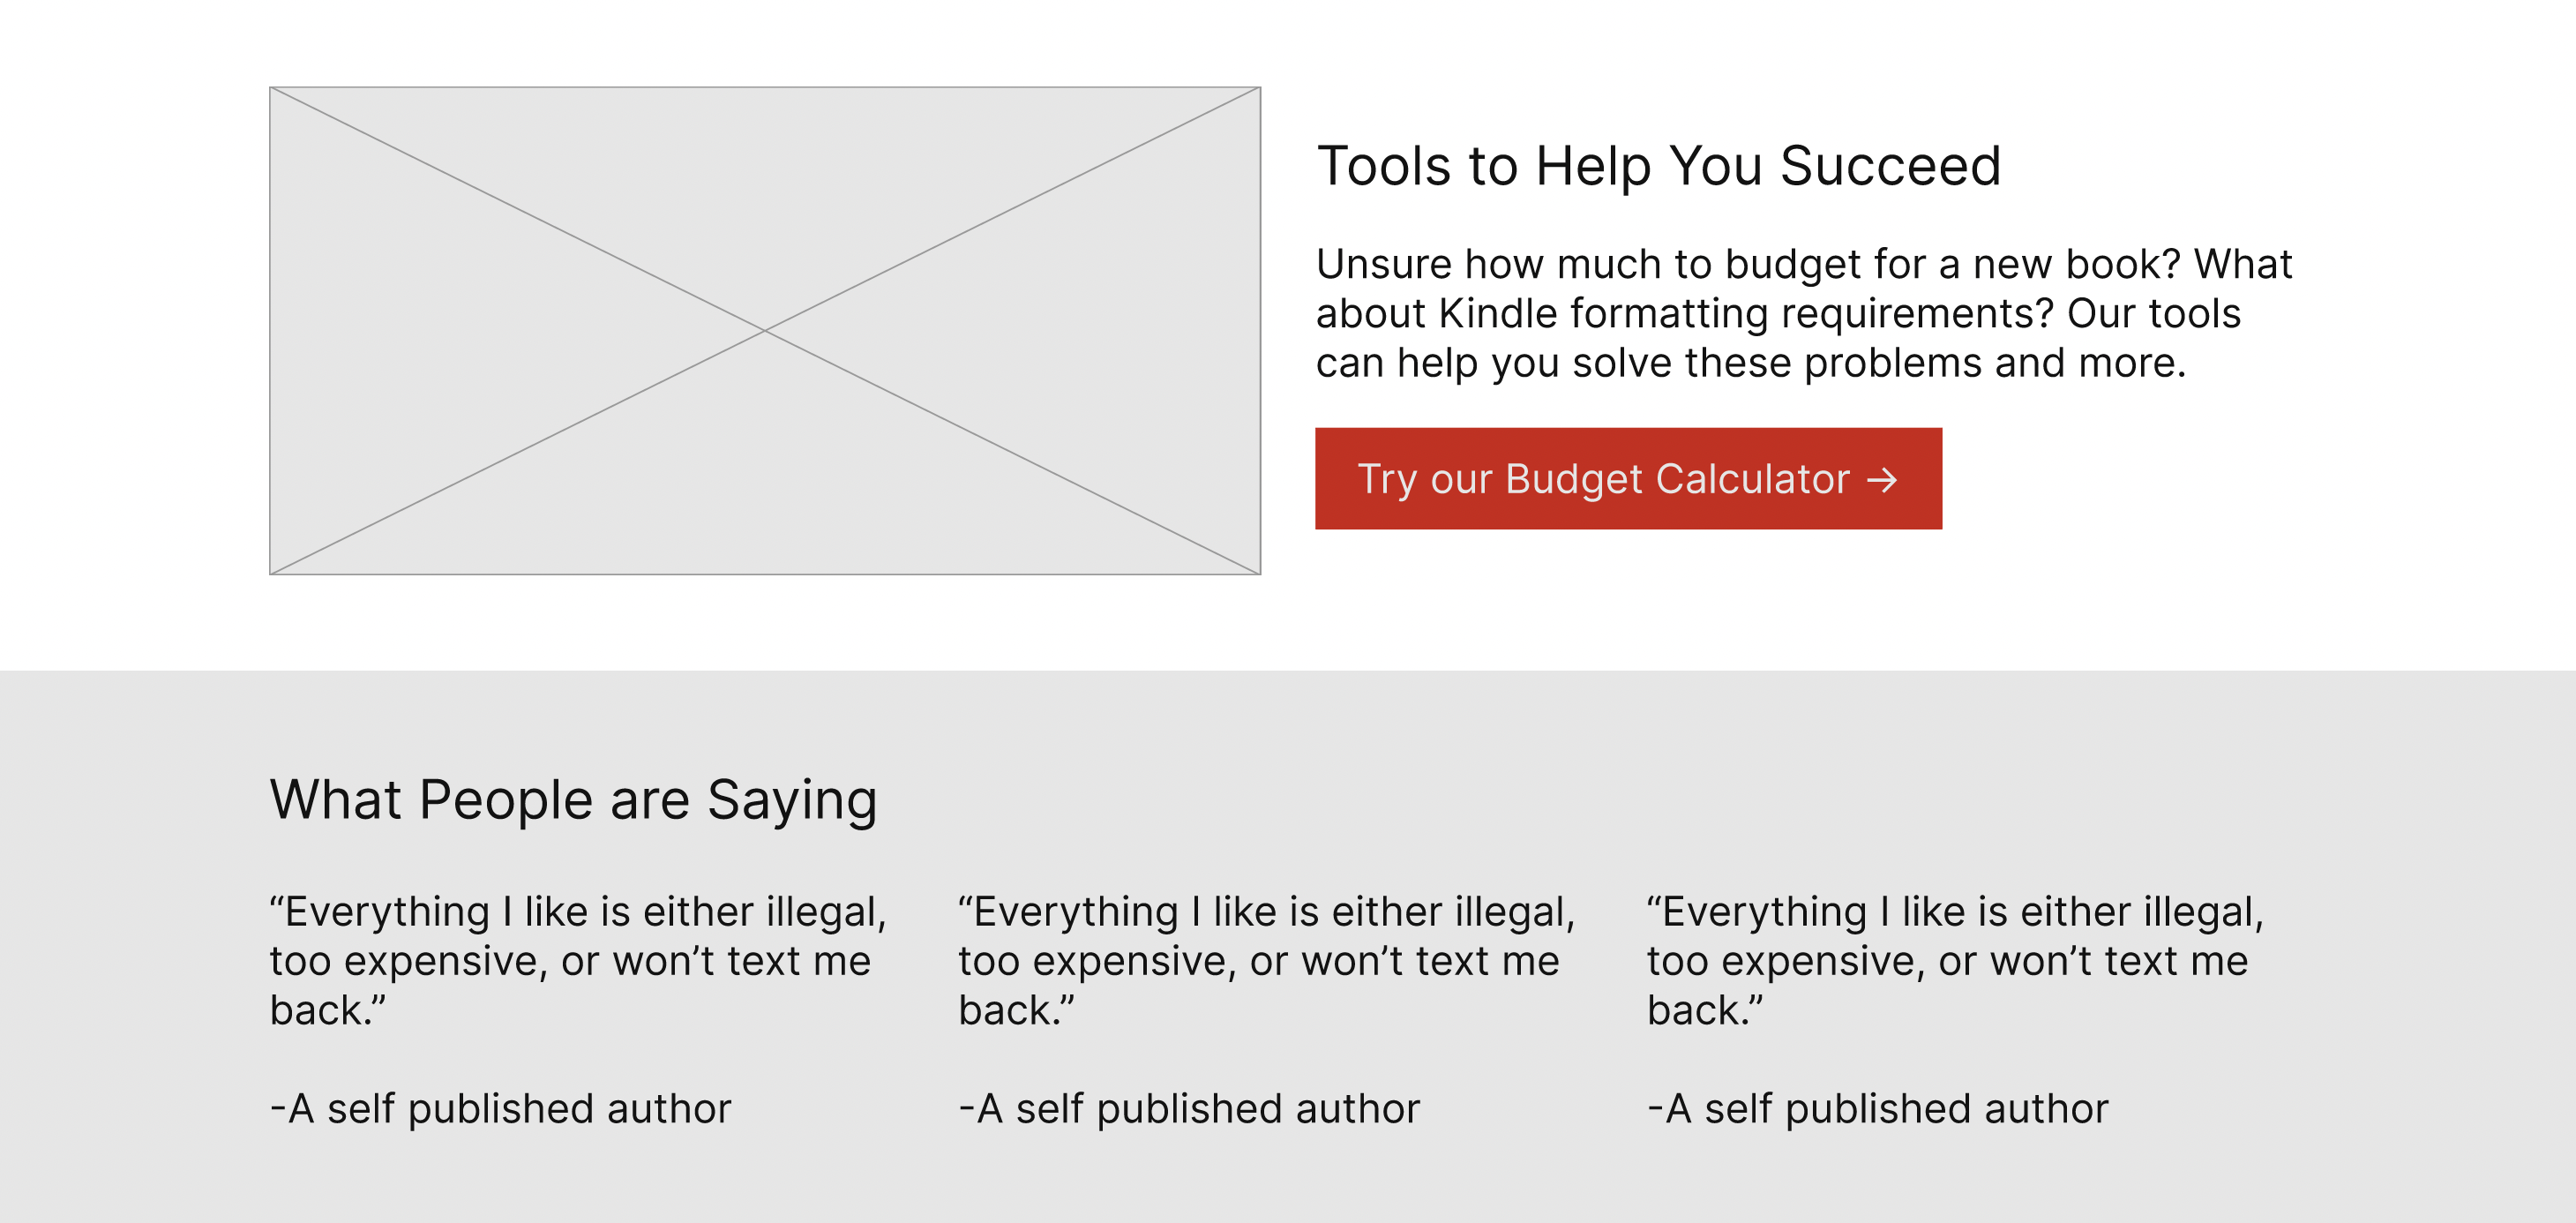 Tools to Help You Succeed
Unsure how much to budget for a new book? What
about Kindle formatting requirements? Our tools
can help you solve these problems and more.
Try our Budget Calculator →
What People are Saying
“Everything I like is either illegal,
too expensive, or won’t text me
back.”
-A self published author
“Everything I like is either illegal,
too expensive, or won’t text me
back.”
-A self published author
“Everything I like is either illegal,
too expensive, or won’t text me
back.”
-A self published author